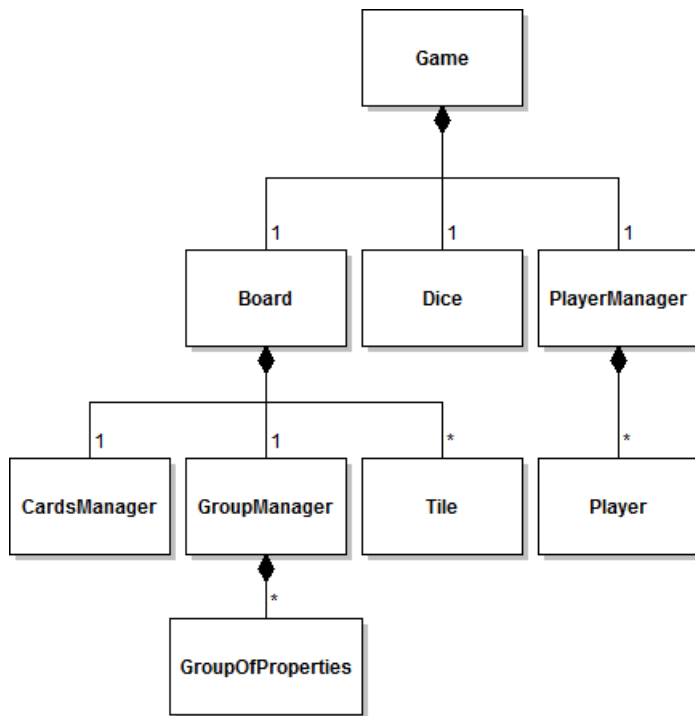 Game
1
1
1
Board
Dice
PlayerManager
1
1
*
*
CardsManager
GroupManager
Tile
Player
*
GroupOfProperties